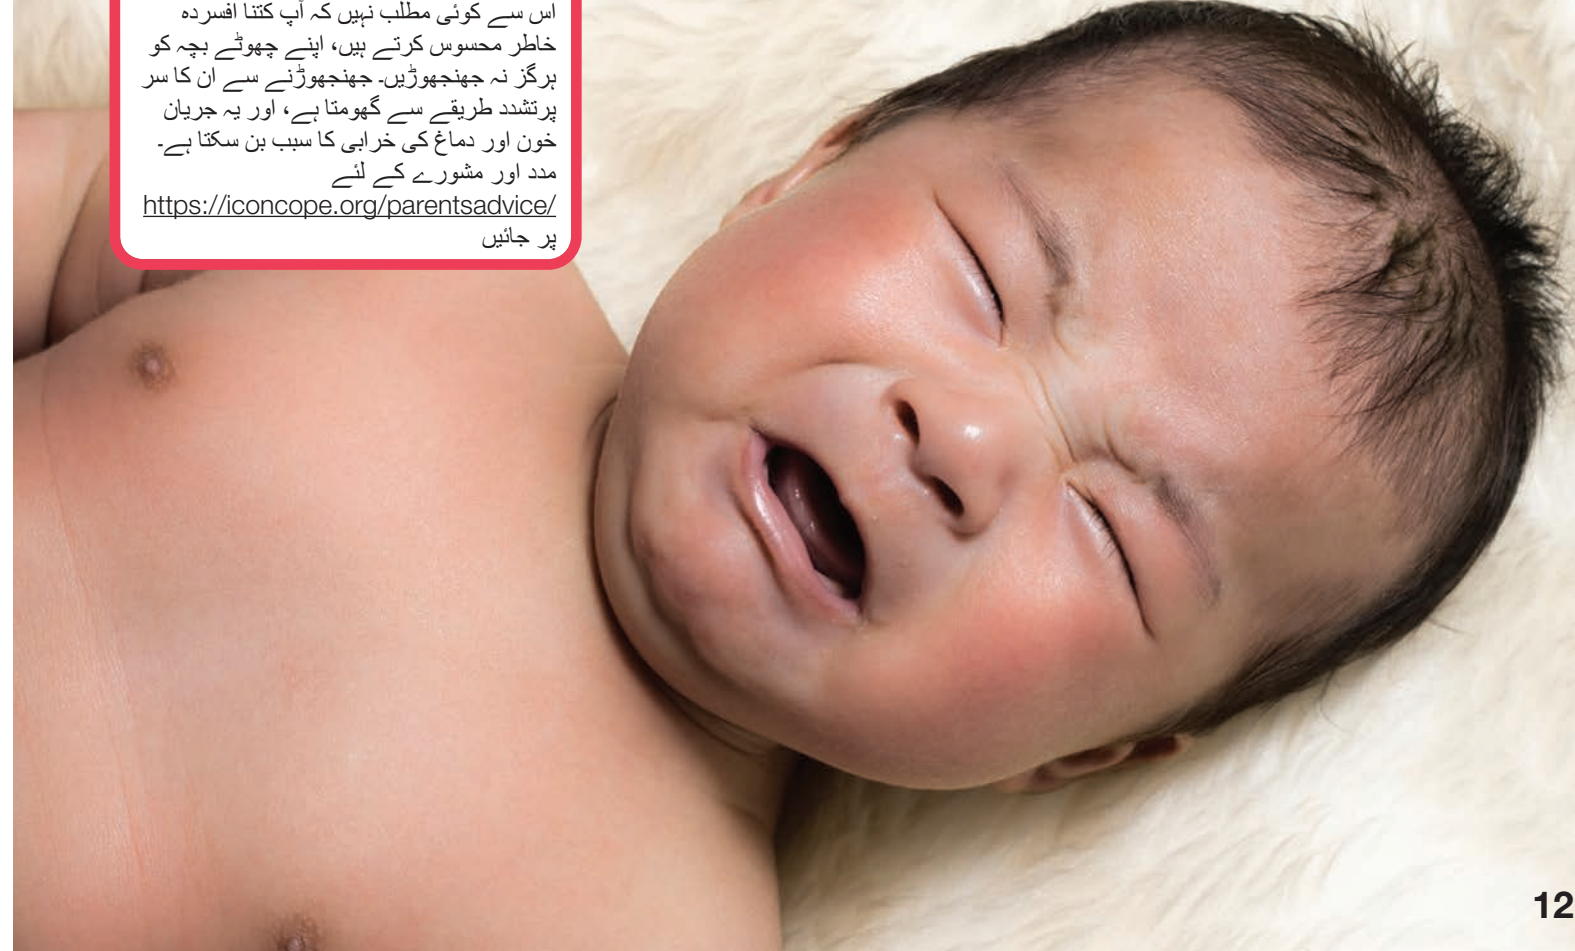 اس سے کوئی مطلب نہیں کہ آپ کتنا افسردہ
خاطر محسوس کرتے ہیں، اپنے چھوٹے بچہ کو
ہرگز نہ جھنجھوڑیں۔ جھنجھوڑنے سے ان کا سر
پرتشدد طریقے سے گھومتا ہے، اور یہ جریان
خون اور دماغ کی خرابی کا سبب بن سکتا ہے۔
مدد اور مشورے کے لئے
https://iconcope.org/parentsadvice/
پر جائیں
12